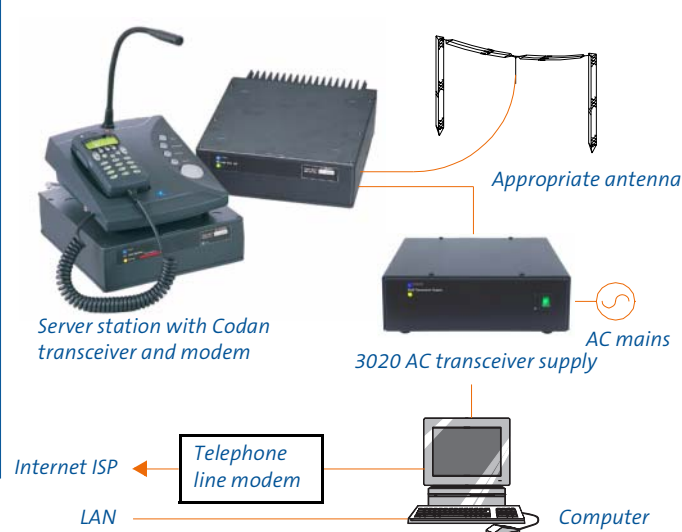 Appropriate antenna
Server station with Codan
transceiver and modem
AC mains
3020 AC transceiver supply
Telephone
line modem
Internet ISP
LAN
Computer